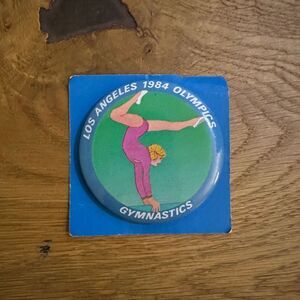 LOS ANGELES 1984 OLYMPICS
GYMNASTICS